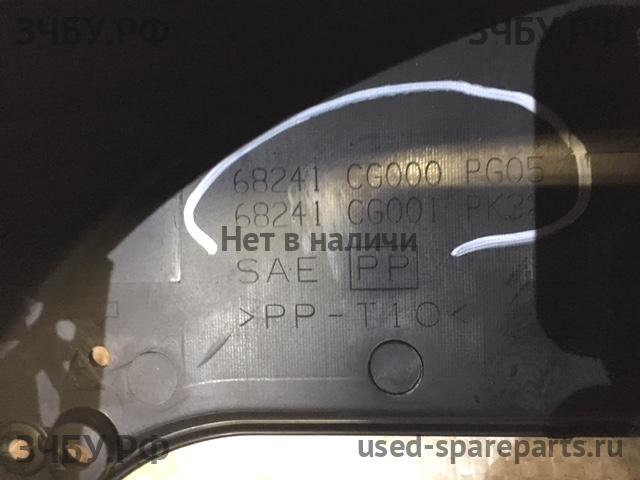 ЗЧБУ.РФ
ЗЧБУ.РФ
68241 CG000 PG05
68241 CG001
Нет в наличи
SAE PP
>PP-T10<
ЗЧБУ.РФ
used-spareparts.ru